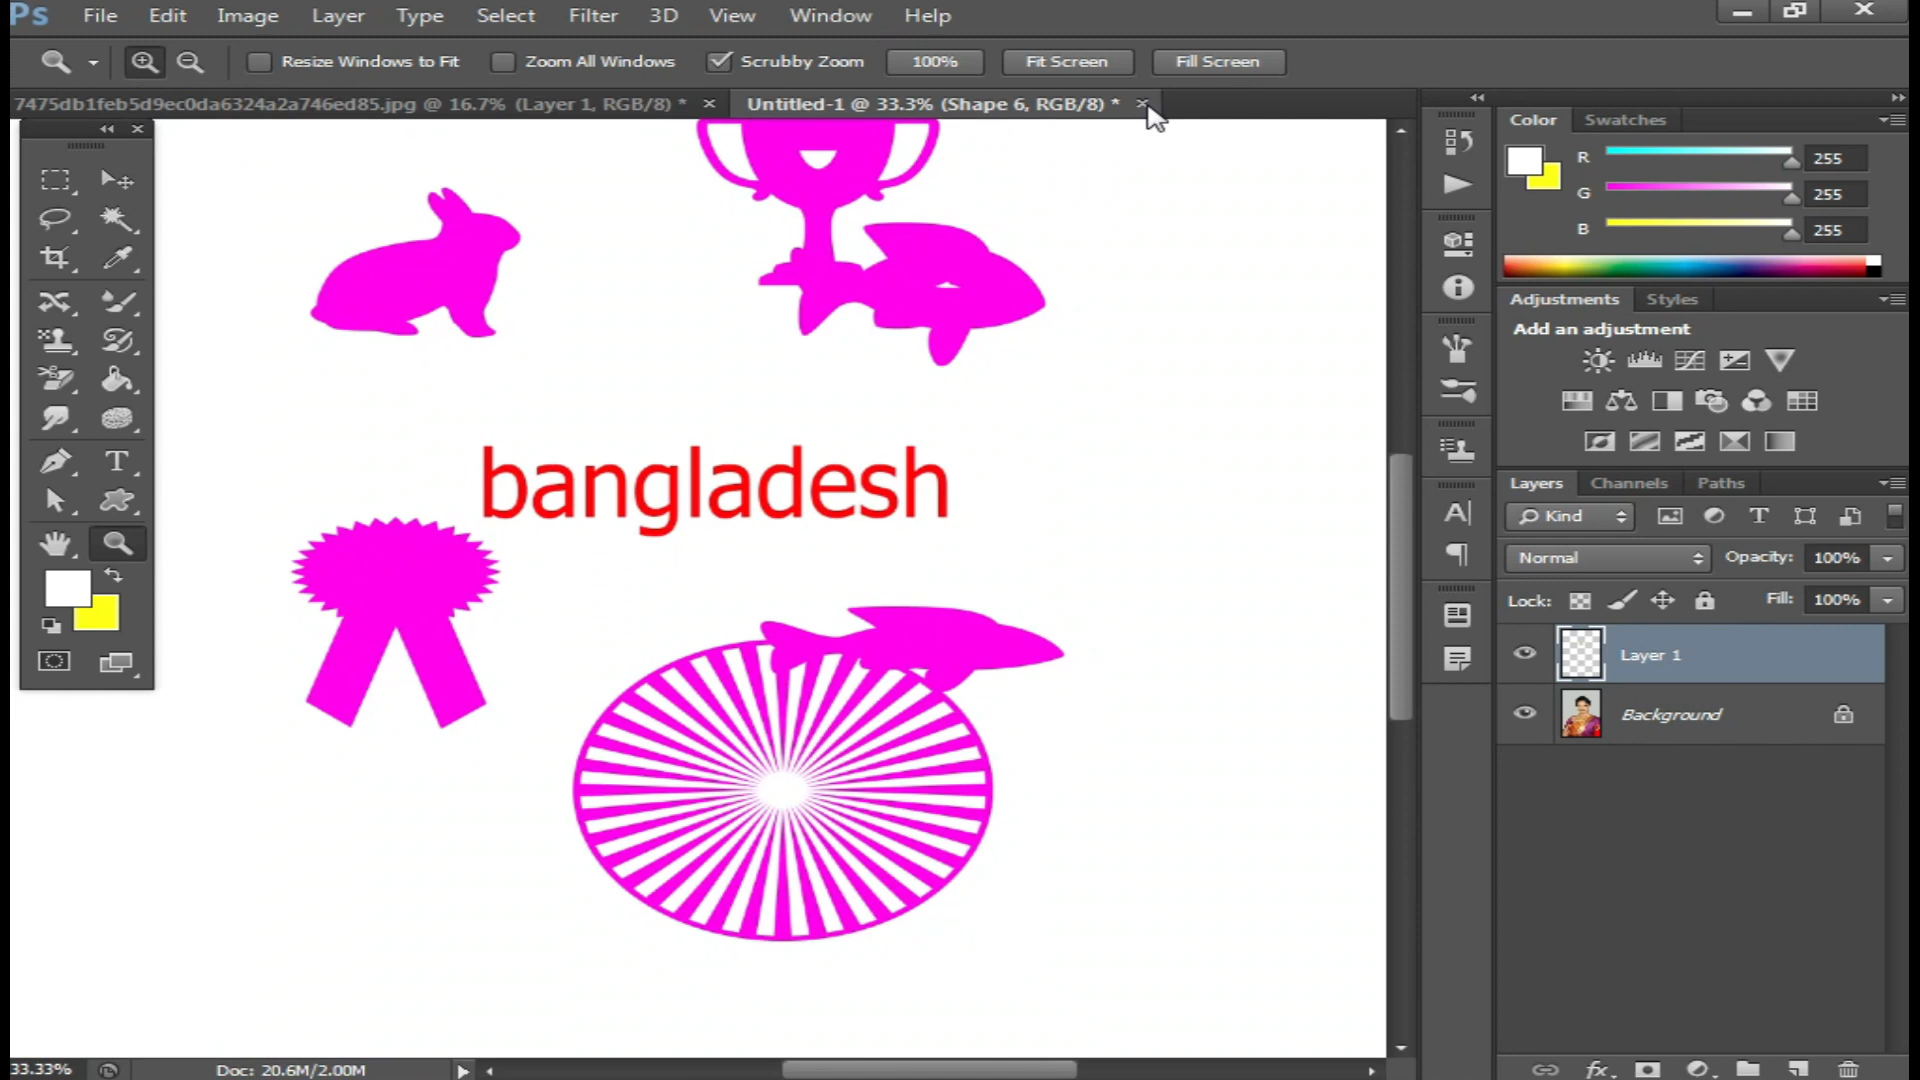 Ps File Edit Image Layer Type Select Filter 3D View Window Help
Resize Windows to Fit Zoom All Windows Scrubby Zoom 100% Fit Screen Fill Screen
7475db1feb5d9ec0da6324a2a746ed85.jpg @ 16.7% (Layer 1, RGB/8) * × Untitled-1 @ 33.3% (Shape 6, RGB/8) * ×
Color Swatches
R 255
G 255
B 255
Adjustments Styles
Add an adjustment
bangladesh
Layers Channels Paths
Kind
Normal Opacity: 100%
Lock: Fill: 100%
Layer 1
Background
33.33% Doc: 20.6M/2.00M